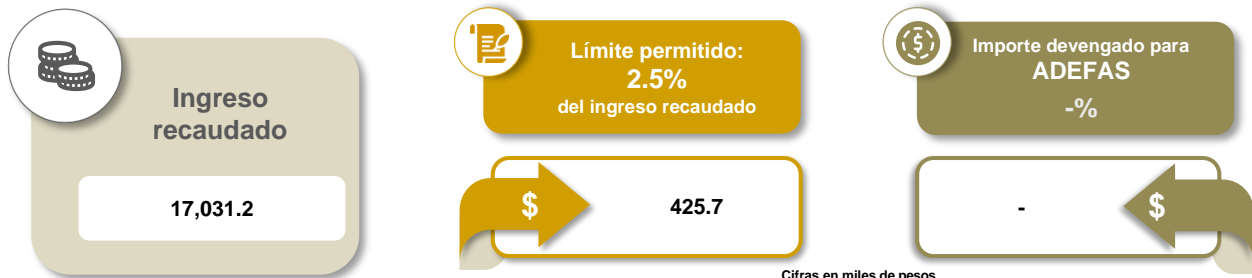 Ingreso
recaudado
17,031.2
Límite permitido:
2.5%
del ingreso recaudado
$
425.7
Importe devengado para
ADEFAS
-%
-
$
Cifras en miles de pesos